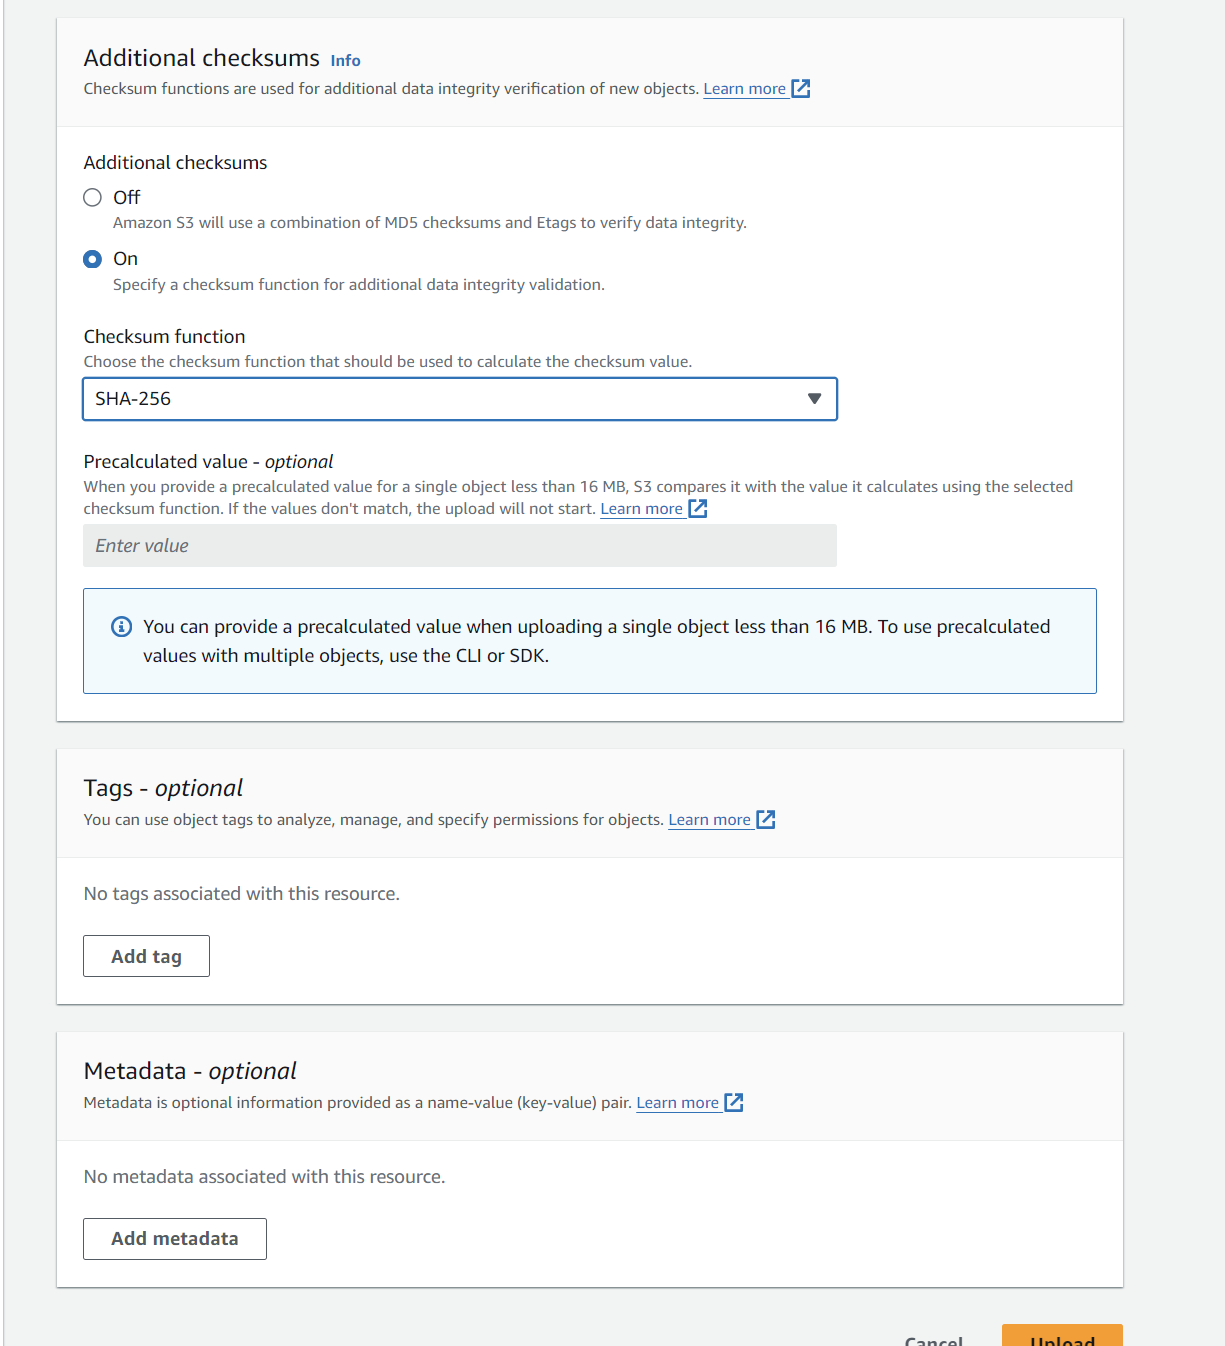 Additional checksums Info
Checksum functions are used for additional data integrity verification of new objects. Learn more
Additional checksums
Off
Amazon S3 will use a combination of MD5 checksums and Etags to verify data integrity.
On
Specify a checksum function for additional data integrity validation.
Checksum function
Choose the checksum function that should be used to calculate the checksum value.
SHA-256
Precalculated value - optional
When you provide a precalculated value for a single object less than 16 MB, S3 compares it with the value it calculates using the selected
checksum function. If the values don't match, the upload will not start. Learn more
Enter value
You can provide a precalculated value when uploading a single object less than 16 MB. To use precalculated
values with multiple objects, use the CLI or SDK.
Tags - optional
You can use object tags to analyze, manage, and specify permissions for objects. Learn more
No tags associated with this resource.
Add tag
Metadata - optional
Metadata is optional information provided as a name-value (key-value) pair. Learn more
No metadata associated with this resource.
Add metadata
Cancel Upload